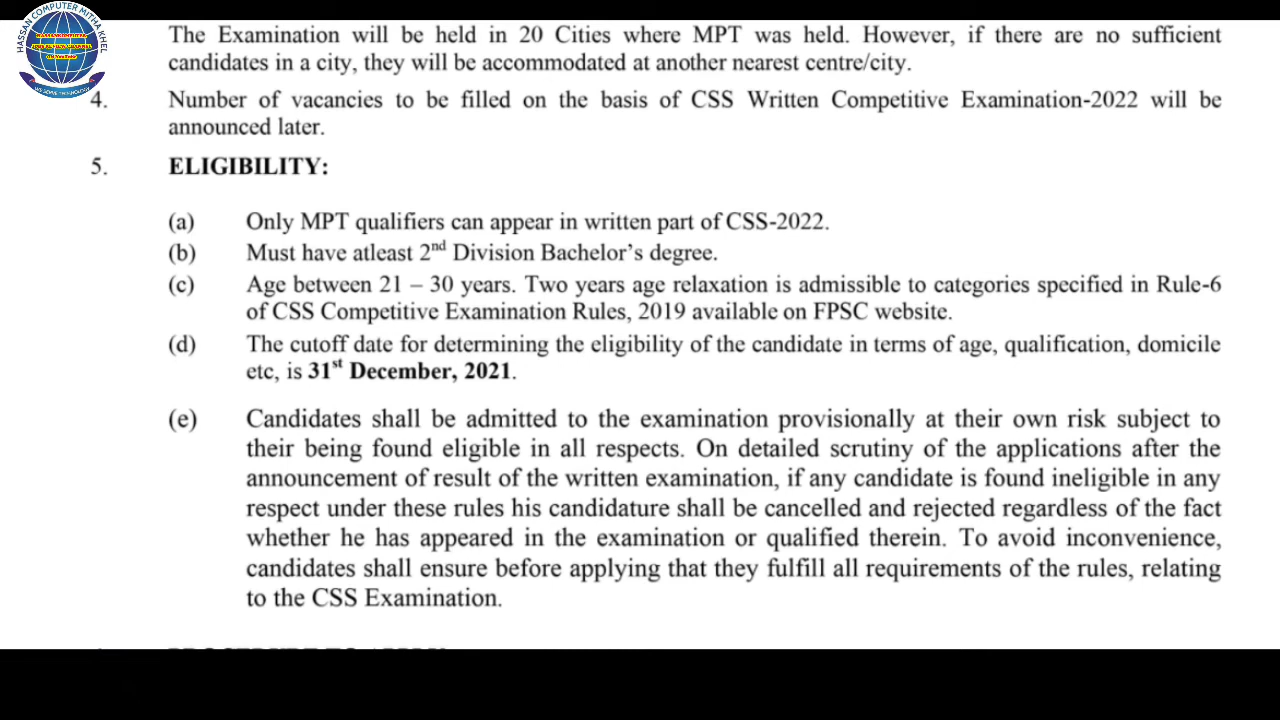 HASSAN COMPUTER MITHA KHEL
WE SERVE TECHNOLOGY
The Examination will be held in 20 Cities where MPT was held. However, if there are no sufficient
candidates in a city, they will be accommodated at another nearest centre/city.
4. Number of vacancies to be filled on the basis of CSS Written Competitive Examination-2022 will be
announced later.
5. ELIGIBILITY:
(a) Only MPT qualifiers can appear in written part of CSS-2022.
(b) Must have atleast 2nd Division Bachelor’s degree.
(c) Age between 21 – 30 years. Two years age relaxation is admissible to categories specified in Rule-6
of CSS Competitive Examination Rules, 2019 available on FPSC website.
(d) The cutoff date for determining the eligibility of the candidate in terms of age, qualification, domicile
etc, is 31st December, 2021.
(e) Candidates shall be admitted to the examination provisionally at their own risk subject to
their being found eligible in all respects. On detailed scrutiny of the applications after the
announcement of result of the written examination, if any candidate is found ineligible in any
respect under these rules his candidature shall be cancelled and rejected regardless of the fact
whether he has appeared in the examination or qualified therein. To avoid inconvenience,
candidates shall ensure before applying that they fulfill all requirements of the rules, relating
to the CSS Examination.